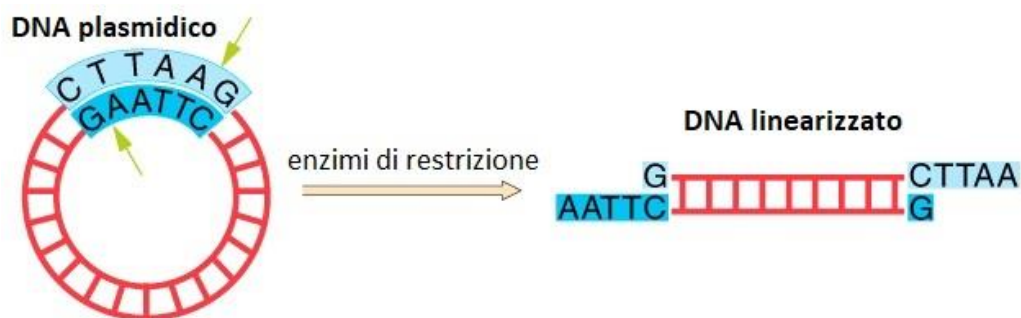 DNA plasmidico
CTTAAG
GAATTC
enzimi di restrizione
DNA linearizzato
G CTTAA
AATTC G